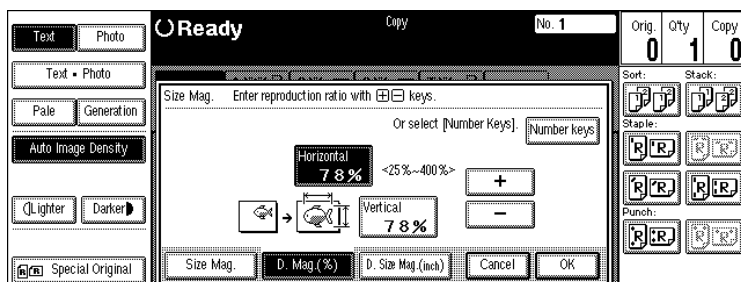 Text
Photo
Text • Photo
Pale
Generation
Auto Image Density
Lighter
Darker
Special Original
Ready
Copy
No. 1
Size Mag. Enter reproduction ratio with + - keys.
Or select [Number Keys].
Number keys
Horizontal
78%
<25%~400%>
+
Vertical
78%
-
Size Mag.
D. Mag.(%)
D. Size Mag.(inch)
Cancel
OK
Orig. Q'ty Copy
0 1 0
Sort: Stack:
Staple:
Punch: